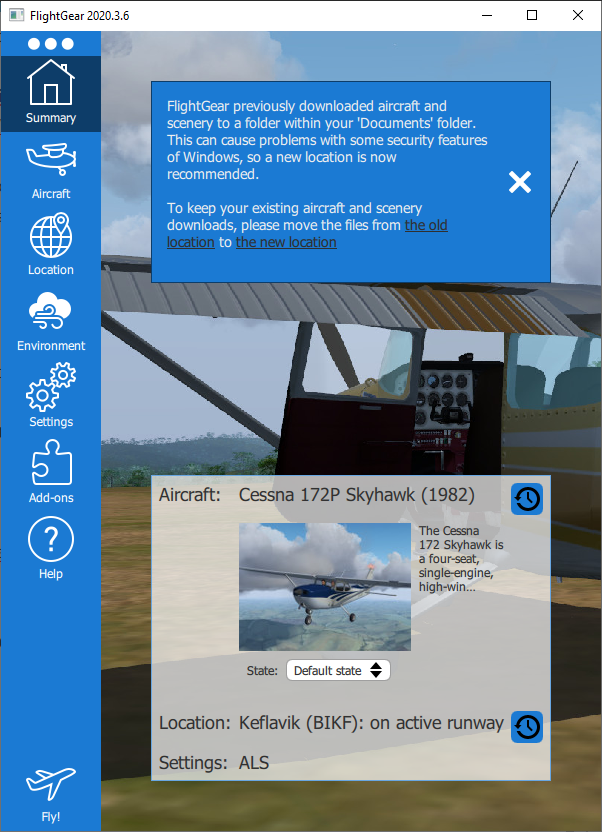 FlightGear 2020.3.6
Summary
Aircraft
Location
Environment
Settings
Add-ons
?
Help
Fly!
FlightGear previously downloaded aircraft and
scenery to a folder within your 'Documents' folder.
This can cause problems with some security features
of Windows, so a new location is now
recommended.
To keep your existing aircraft and scenery
downloads, please move the files from the old
location to the new location
Aircraft: Cessna 172P Skyhawk (1982)
The Cessna
172 Skyhawk is
a four-seat,
single-engine,
high-win...
State: Default state
Location: Keflavik (BIKF): on active runway
Settings: ALS